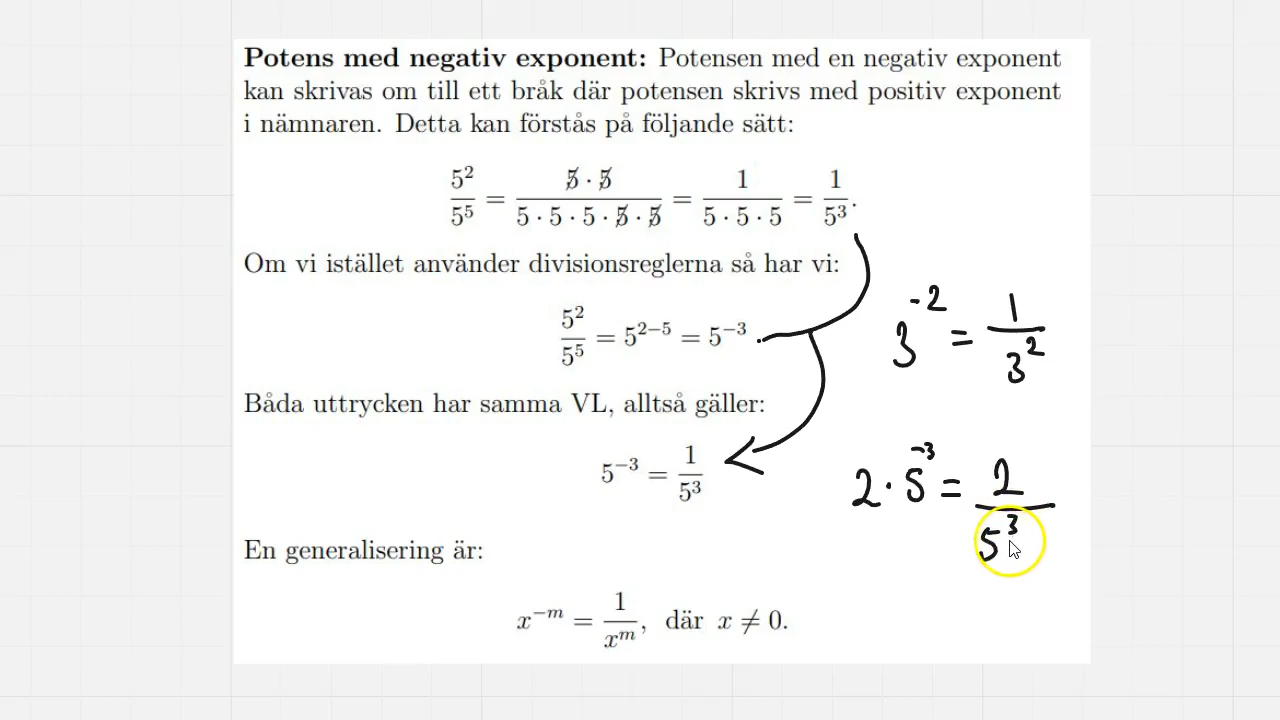 Potens med negativ exponent: Potensen med en negativ exponent
kan skrivas om till ett bråk där potensen skrivs med positiv exponent
i nämnaren. Detta kan förstås på följande sätt:
5²/5⁵ = (5 · 5)/(5 · 5 · 5 · 5 · 5) = 1/(5 · 5 · 5) = 1/5³.
Om vi istället använder divisionsreglerna så har vi:
5²/5⁵ = 5²⁻⁵ = 5⁻³
3⁻² = 1/3²
Båda uttrycken har samma VL, alltså gäller:
5⁻³ = 1/5³
2 · 5⁻³ = 2/5³
En generalisering är:
x⁻ᵐ = 1/xᵐ, där x ≠ 0.